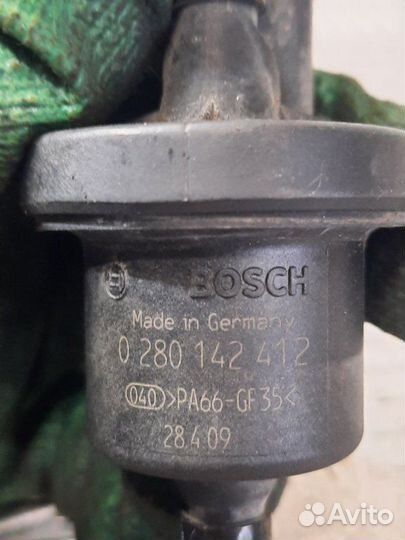 BOSCH
Made in Germany
0 280 142 412
040 >PA66-GF35<
28.4.09
Avito